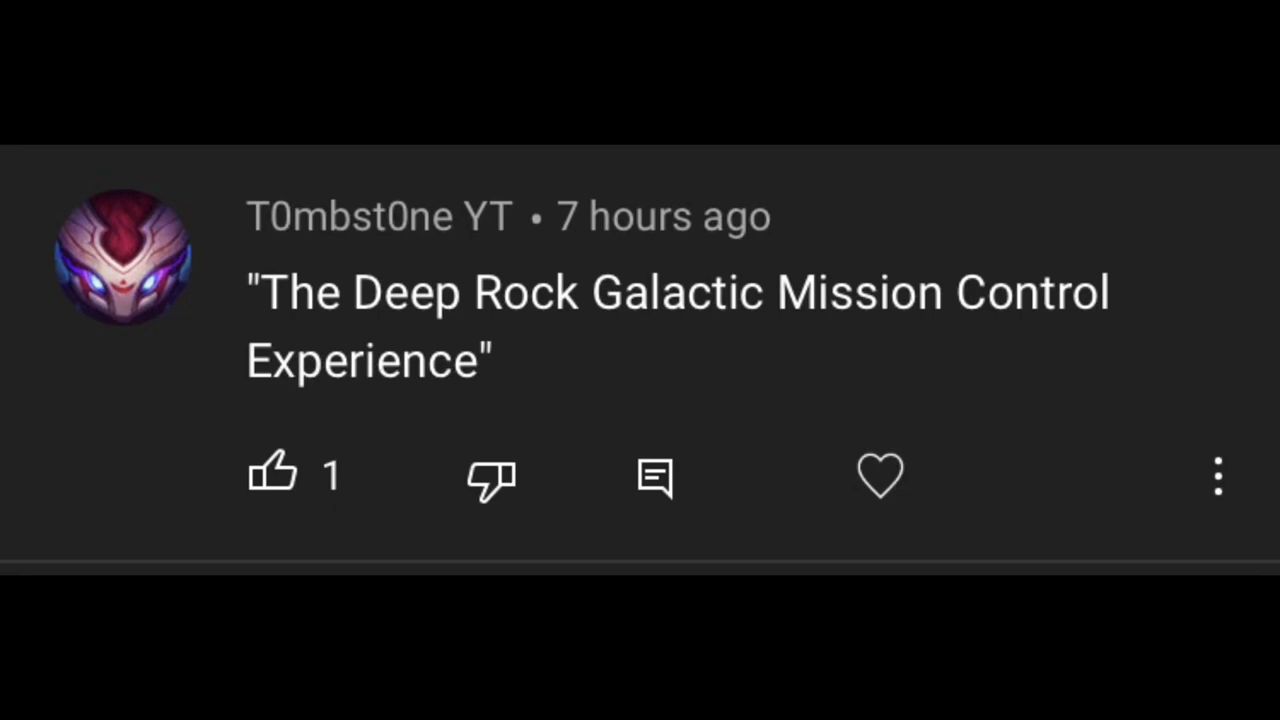 T0mbst0ne YT • 7 hours ago
"The Deep Rock Galactic Mission Control
Experience"
1